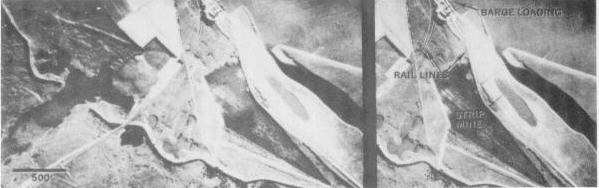 BARGE LOADING
RAIL LINES
STRIP
MINE
500